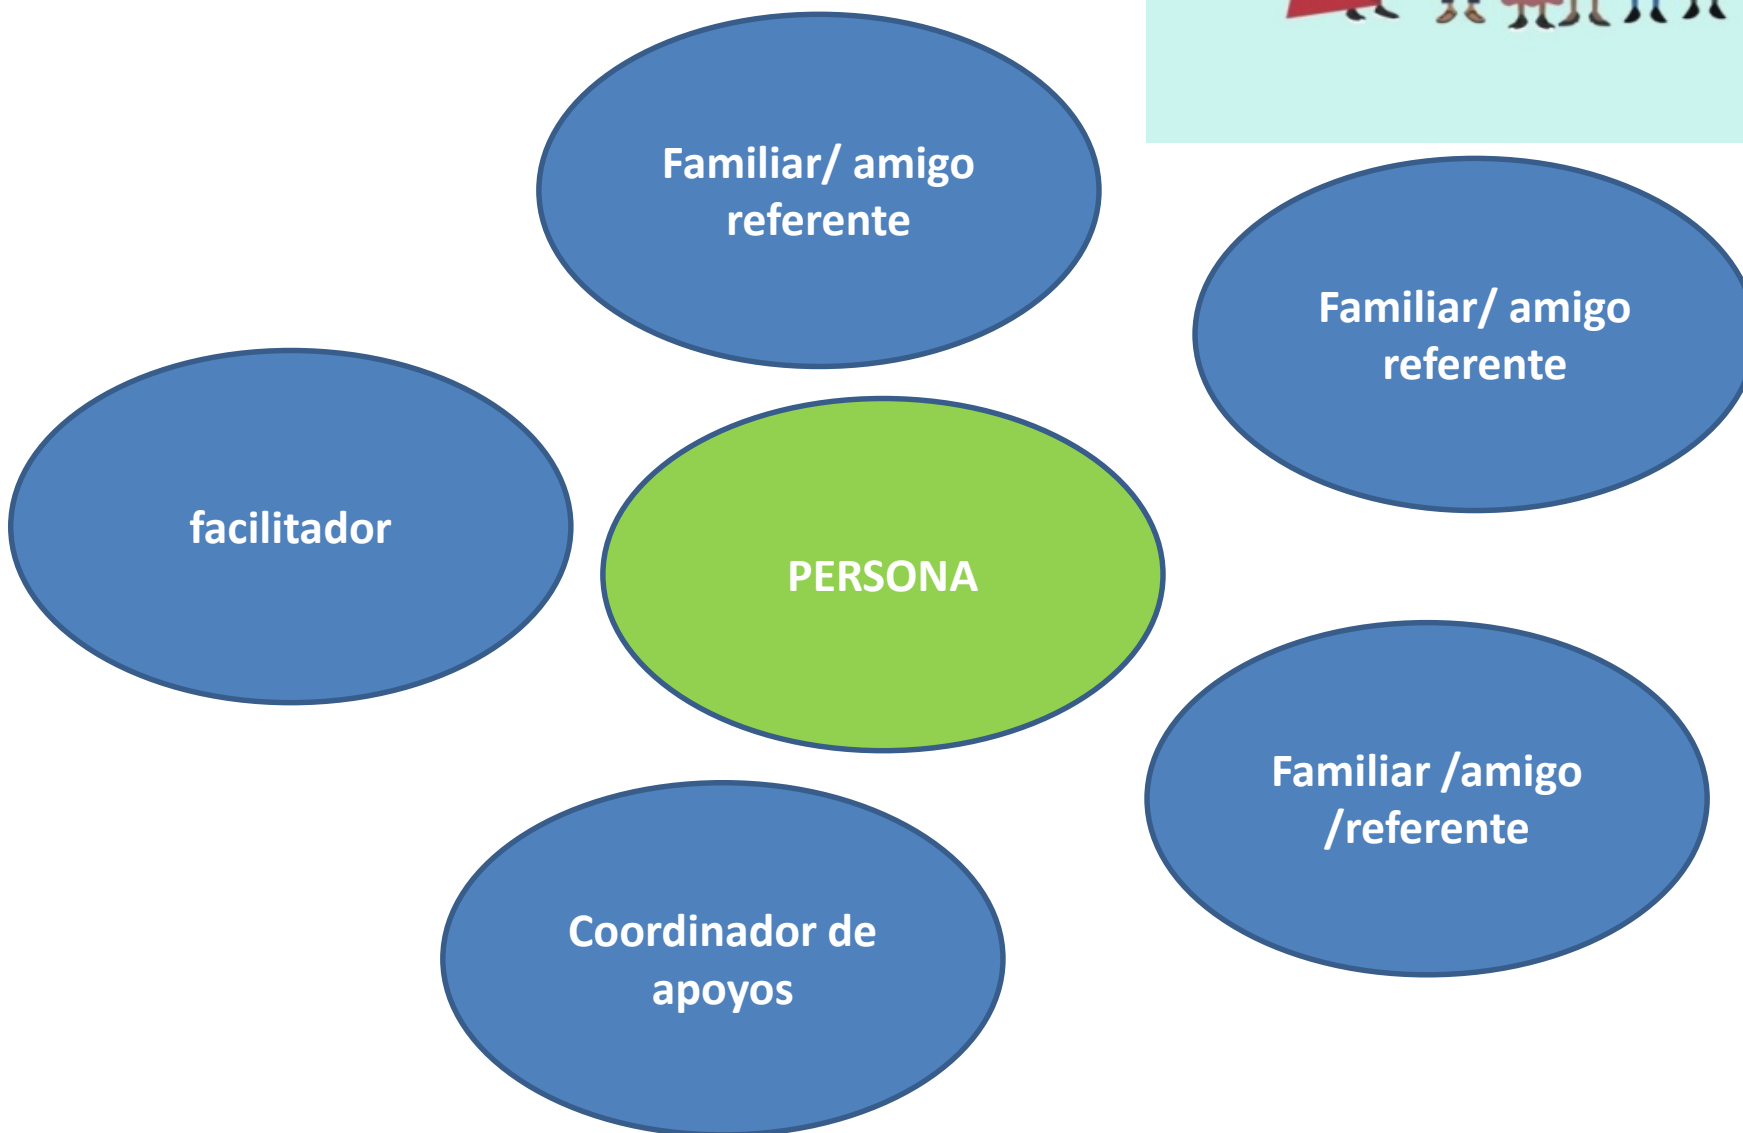 Familiar/ amigo
referente
Familiar/ amigo
referente
facilitador
PERSONA
Familiar /amigo
/referente
Coordinador de
apoyos